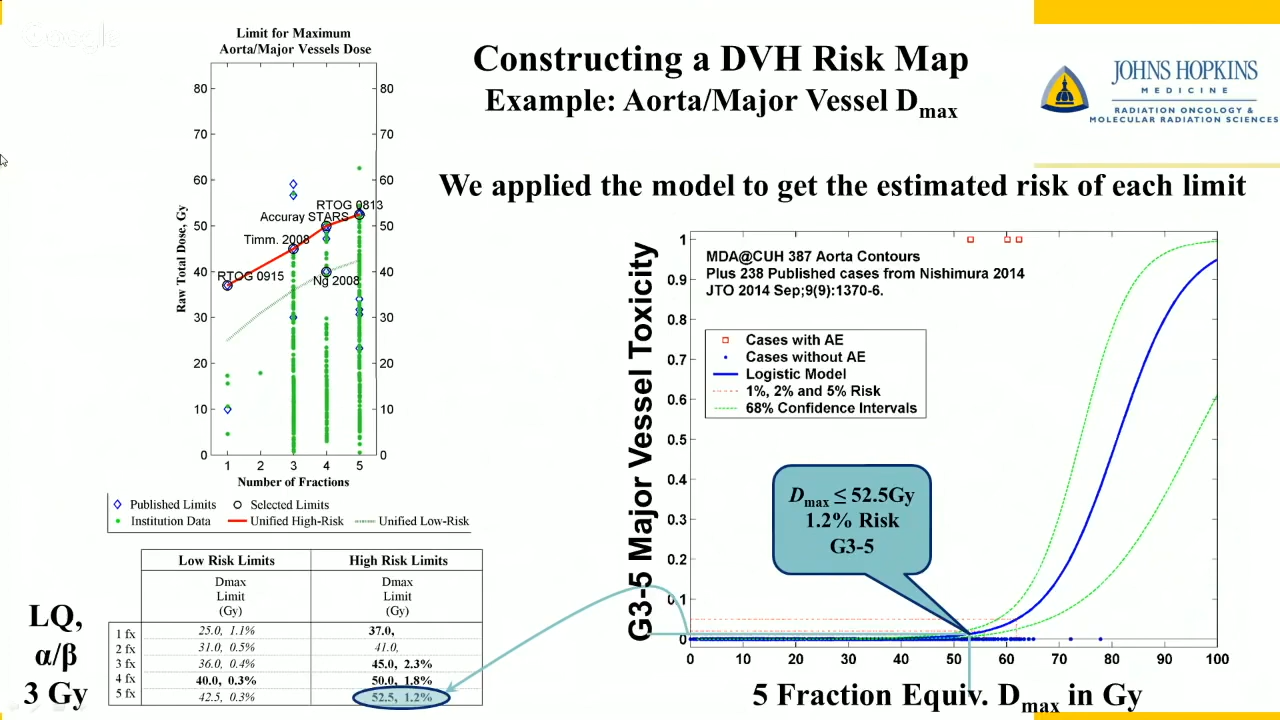 Google
Constructing a DVH Risk Map
Example: Aorta/Major Vessel Dmax
JOHNS HOPKINS
MEDICINE
RADIATION ONCOLOGY &
MOLECULAR RADIATION SCIENCES
We applied the model to get the estimated risk of each limit
Limit for Maximum
Aorta/Major Vessels Dose
Raw Total Dose, Gy
80
70
60
50
40
30
20
10
0
80
70
60
50
40
30
20
10
0
RTOG 0813
Accuray STARS
Timm. 2008
RTOG 0915
Ng 2008
1 2 3 4 5
Number of Fractions
Published Limits Selected Limits
Institution Data Unified High-Risk Unified Low-Risk
Low Risk Limits High Risk Limits
Dmax Dmax
Limit Limit
(Gy) (Gy)
1 fx 25.0, 1.1% 37.0,
2 fx 31.0, 0.5% 41.0,
3 fx 36.0, 0.4% 45.0, 2.3%
4 fx 40.0, 0.3% 50.0, 1.8%
5 fx 42.5, 0.3% 52.5, 1.2%
LQ,
α/β
3 Gy
G3-5 Major Vessel Toxicity
1
0.9
0.8
0.7
0.6
0.5
0.4
0.3
0.2
0.1
0
MDA@CUH 387 Aorta Contours
Plus 238 Published cases from Nishimura 2014
JTO 2014 Sep;9(9):1370-6.
Cases with AE
Cases without AE
Logistic Model
1%, 2% and 5% Risk
68% Confidence Intervals
Dmax ≤ 52.5Gy
1.2% Risk
G3-5
0 10 20 30 40 50 60 70 80 90 100
5 Fraction Equiv. Dmax in Gy